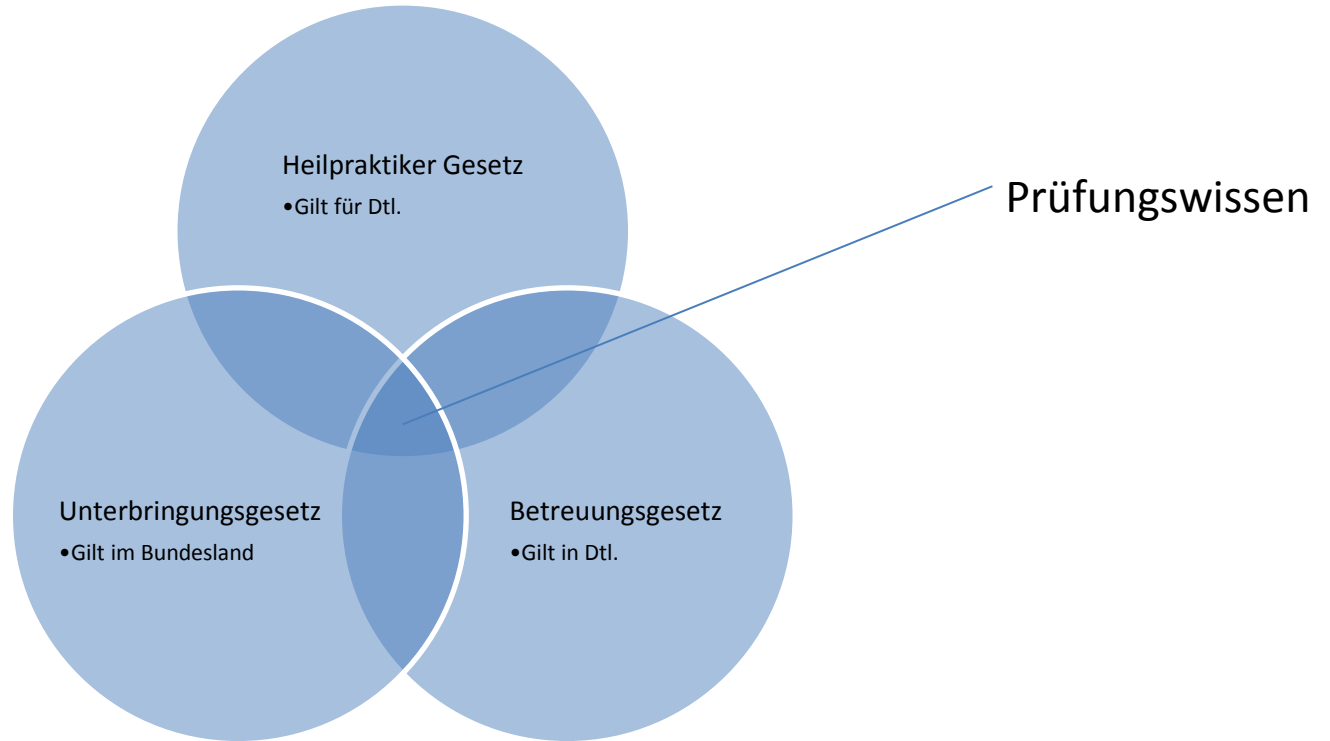 Heilpraktiker Gesetz
•Gilt für Dtl.
Prüfungswissen
Unterbringungsgesetz
•Gilt im Bundesland
Betreuungsgesetz
•Gilt in Dtl.